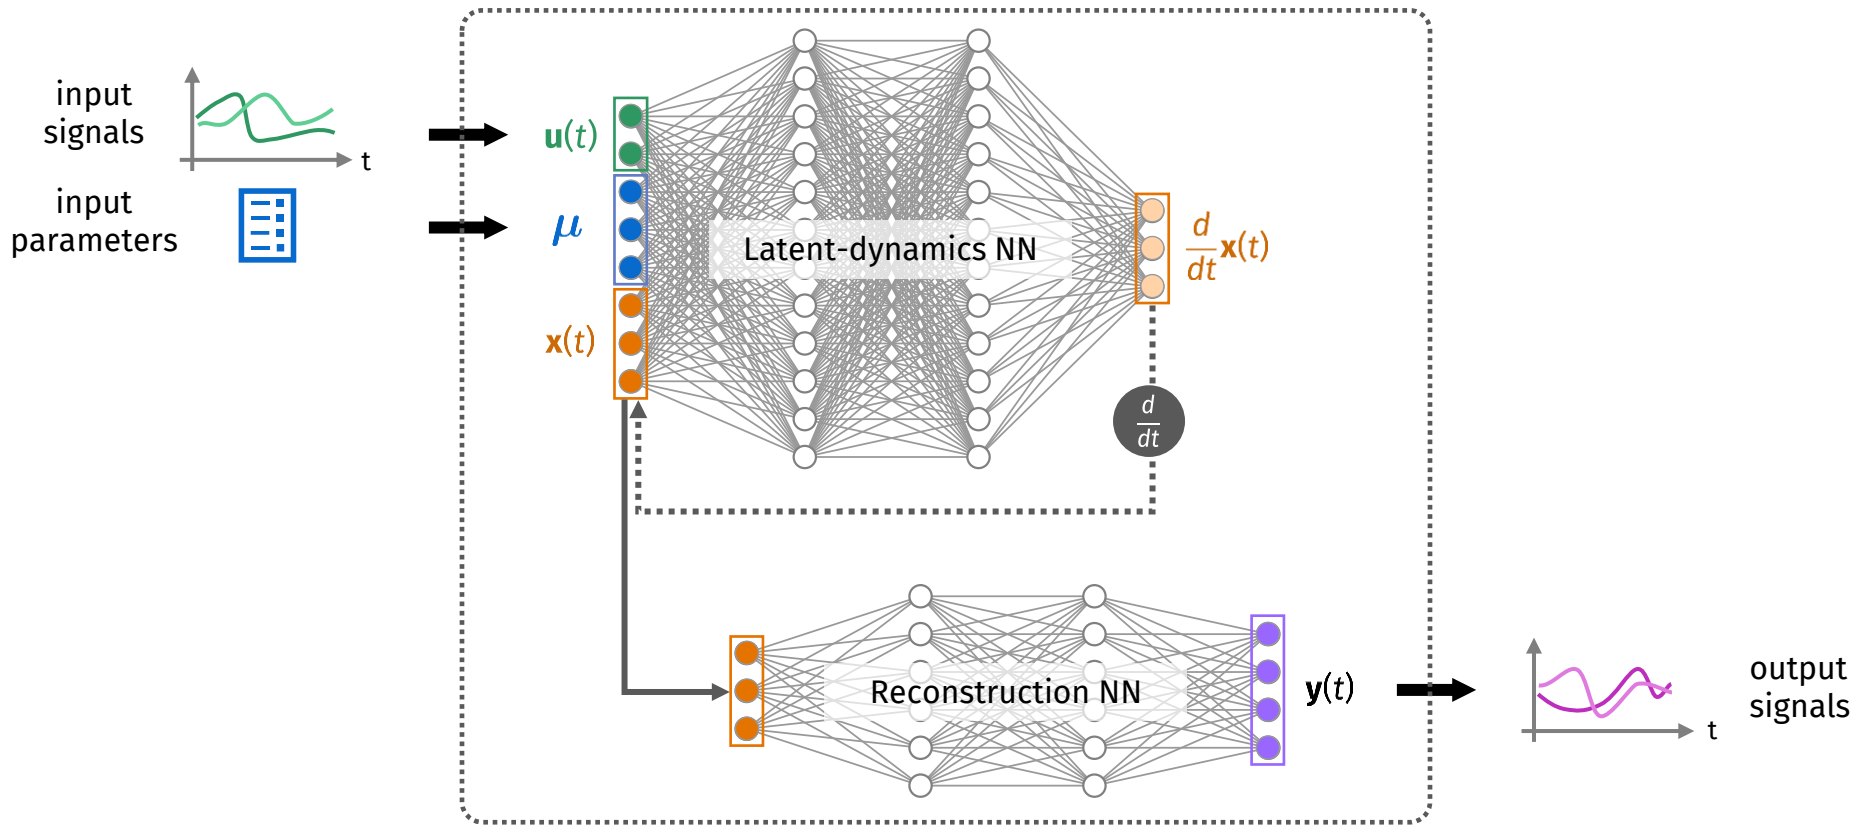 input
signals
t
input
parameters
u(t)
μ
x(t)
Latent-dynamics NN
d/dt x(t)
d/dt
Reconstruction NN
y(t)
t
output
signals